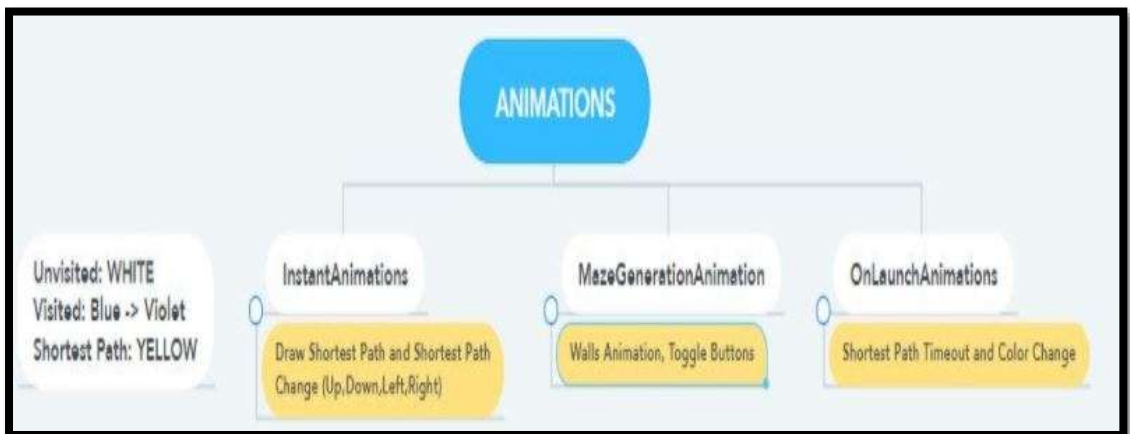 ANIMATIONS
Unvisited: WHITE
Visited: Blue -> Violet
Shortest Path: YELLOW
InstantAnimations
Draw Shortest Path and Shortest Path
Change (Up,Down,Left,Right)
MazeGenerationAnimation
Walls Animation, Toggle Buttons
OnLaunchAnimations
Shortest Path Timeout and Color Change